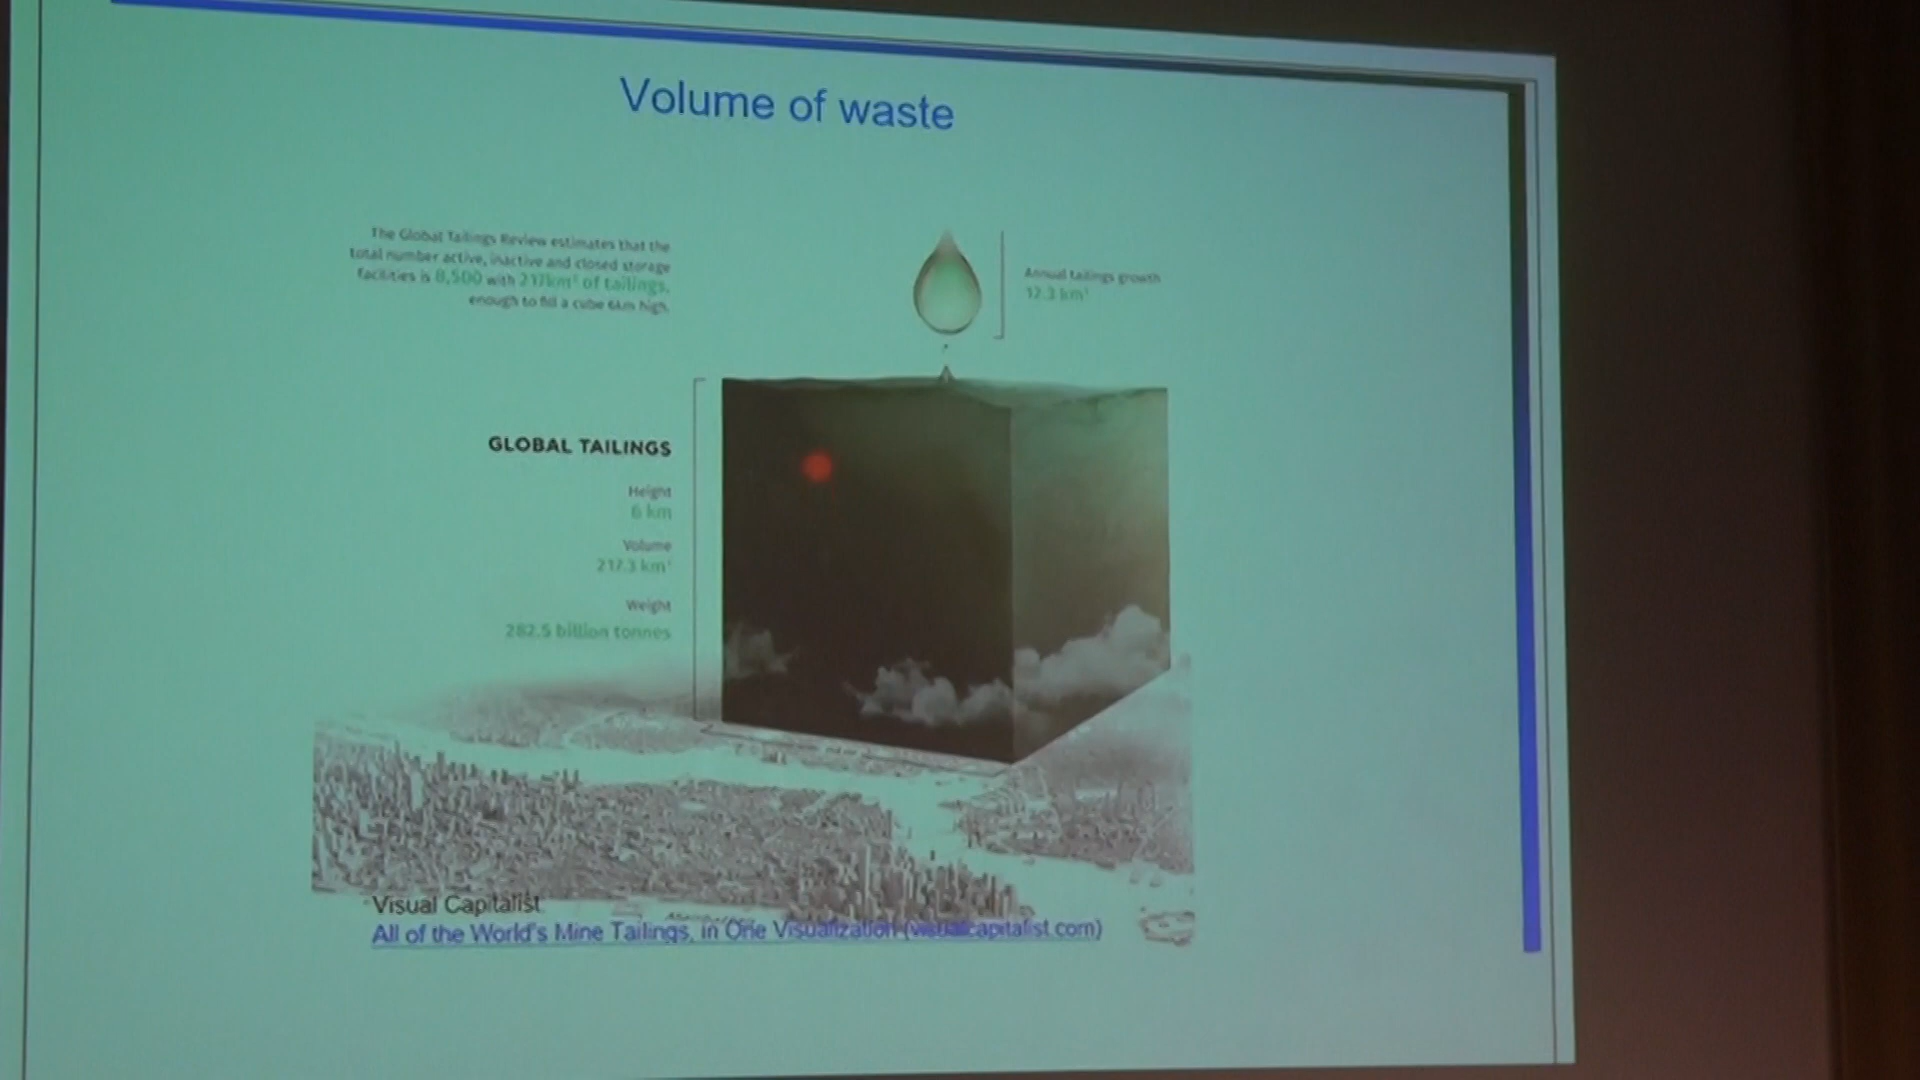 Volume of waste
The Global Tailings Review estimates that the
total number active, inactive and closed storage
facilities is 8,500 with 217km³ of tailings,
enough to fill a cube 6km high.
Annual tailings growth
12.3 km³
GLOBAL TAILINGS
Height
6 km
Volume
217.3 km³
Weight
282.5 billion tonnes
Visual Capitalist
All of the World's Mine Tailings, in One Visualization (visualcapitalist.com)